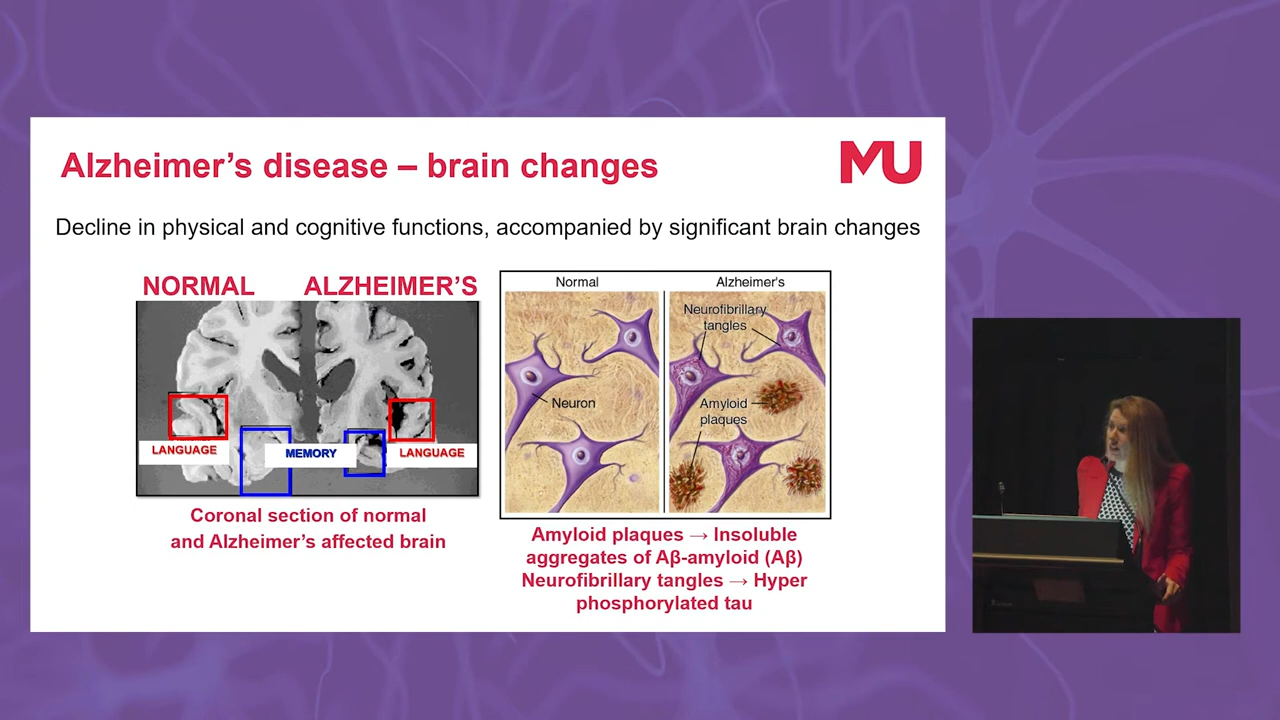 Alzheimer's disease – brain changes
MU
Decline in physical and cognitive functions, accompanied by significant brain changes
NORMAL ALZHEIMER'S
LANGUAGE
MEMORY
LANGUAGE
Coronal section of normal
and Alzheimer's affected brain
Normal
Alzheimer's
Neuron
Neurofibrillary
tangles
Amyloid
plaques
Amyloid plaques → Insoluble
aggregates of Aβ-amyloid (Aβ)
Neurofibrillary tangles → Hyper
phosphorylated tau